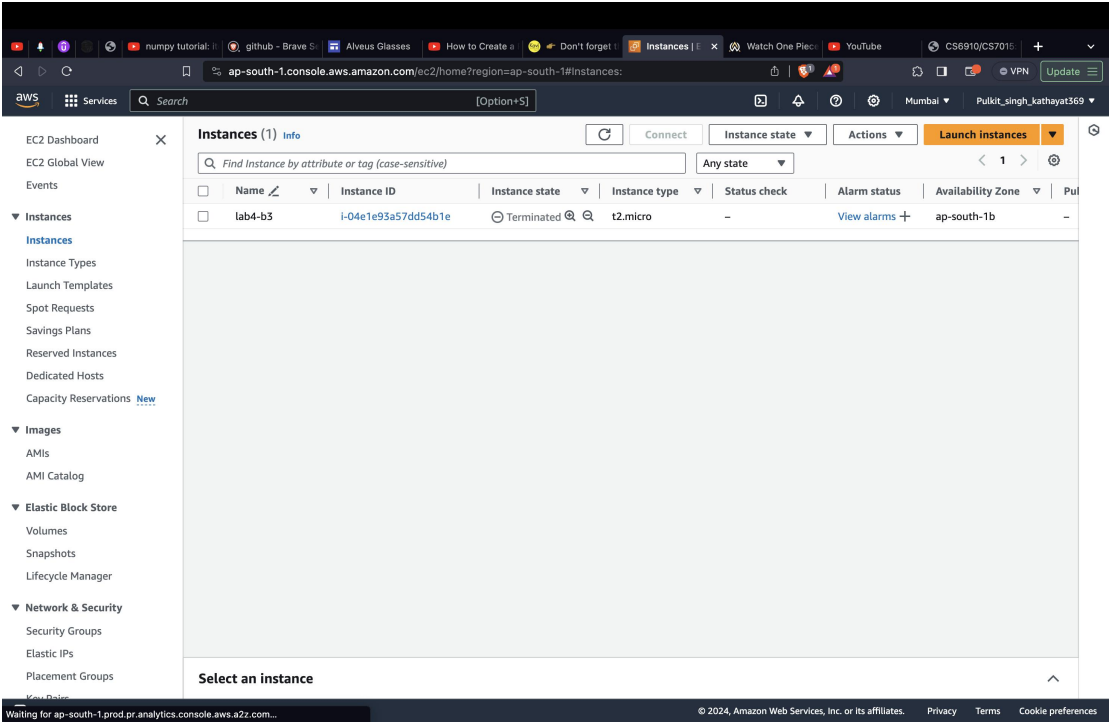 numpy tutorial: it
github - Brave Se
Alveus Glasses
How to Create a
Don't forget t
Instances | E
Watch One Piece
YouTube
CS6910/CS7015
ap-south-1.console.aws.amazon.com/ec2/home?region=ap-south-1#Instances:
VPN
Update
aws
Services
Search
[Option+S]
Mumbai
Pulkit_singh_kathayat369
EC2 Dashboard
EC2 Global View
Events
Instances
Instances
Instance Types
Launch Templates
Spot Requests
Savings Plans
Reserved Instances
Dedicated Hosts
Capacity Reservations New
Images
AMIs
AMI Catalog
Elastic Block Store
Volumes
Snapshots
Lifecycle Manager
Network & Security
Security Groups
Elastic IPs
Placement Groups
Key Pairs
Instances (1) Info
Connect
Instance state
Actions
Launch instances
Find Instance by attribute or tag (case-sensitive)
Any state
1
Name Instance ID Instance state Instance type Status check Alarm status Availability Zone Pul
lab4-b3 i-04e1e93a57dd54b1e Terminated t2.micro – View alarms + ap-south-1b –
Select an instance
Waiting for ap-south-1.prod.pr.analytics.console.aws.a2z.com...
© 2024, Amazon Web Services, Inc. or its affiliates. Privacy Terms Cookie preferences